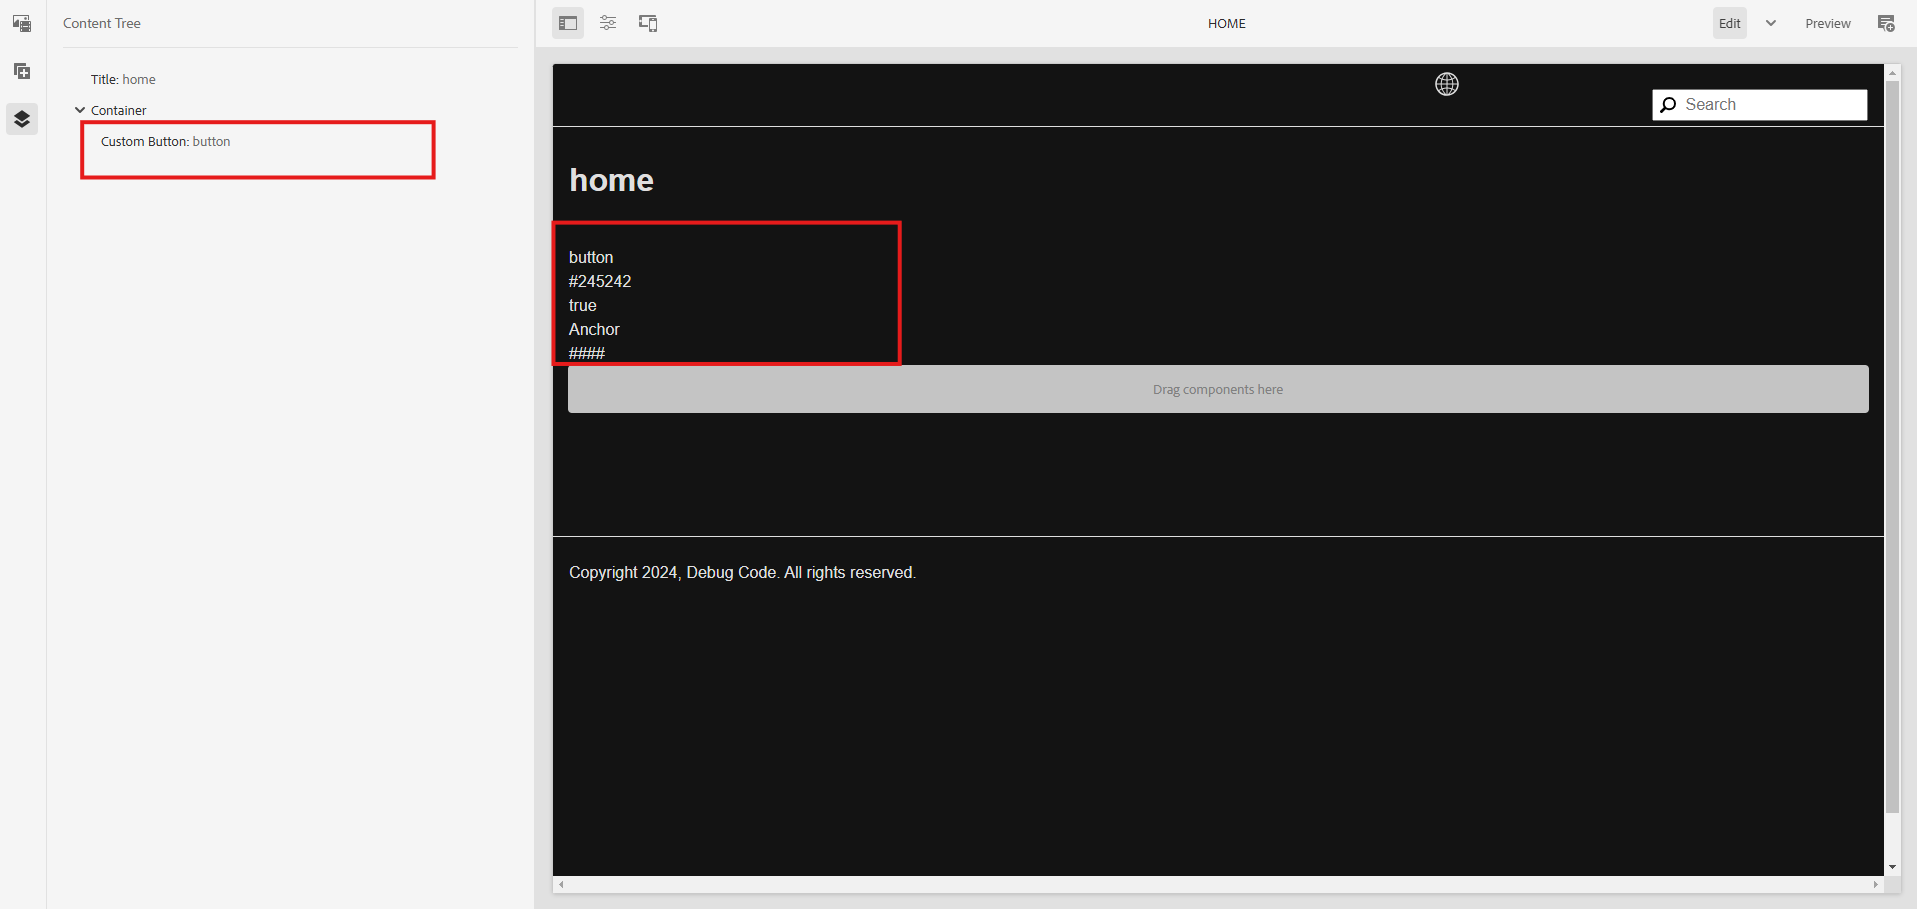 Content Tree
Title: home
Container
Custom Button: button
HOME
Edit
Preview
Search
home
button
#245242
true
Anchor
####
Drag components here
Copyright 2024, Debug Code. All rights reserved.